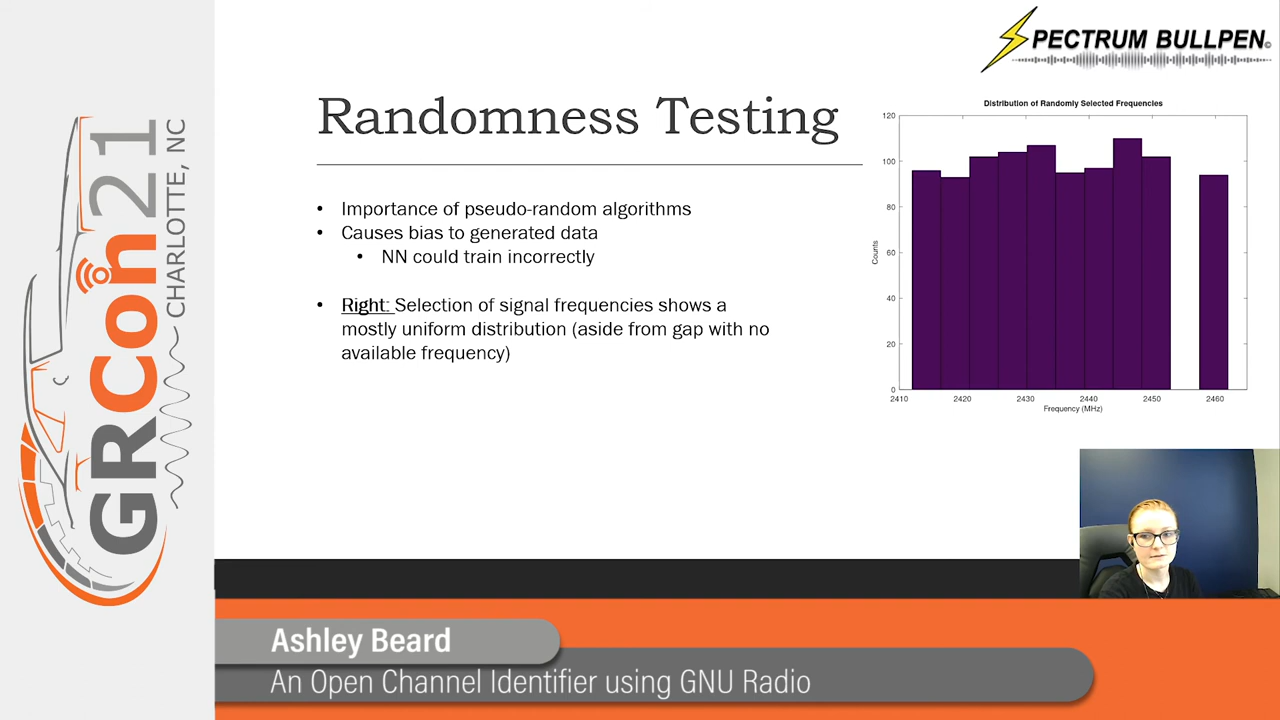 SPECTRUM BULLPEN©
GRCon21
CHARLOTTE, NC
Randomness Testing
• Importance of pseudo-random algorithms
• Causes bias to generated data
• NN could train incorrectly
• Right: Selection of signal frequencies shows a
mostly uniform distribution (aside from gap with no
available frequency)
Distribution of Randomly Selected Frequencies
120
100
80
60
40
20
0
Counts
2410 2420 2430 2440 2450 2460
Frequency (MHz)
Ashley Beard
An Open Channel Identifier using GNU Radio